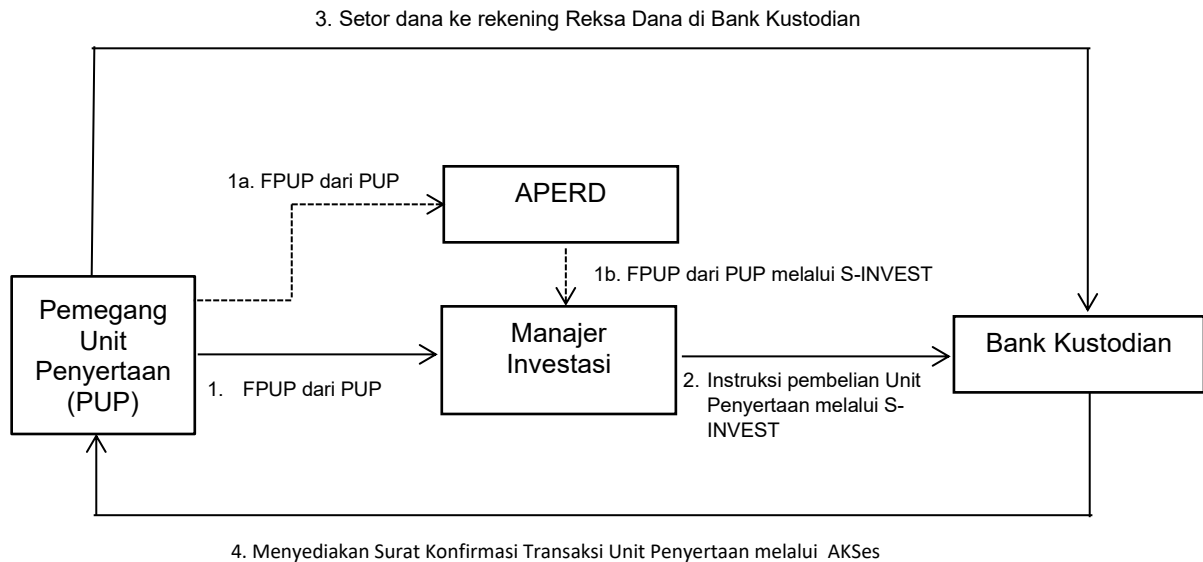 3. Setor dana ke rekening Reksa Dana di Bank Kustodian
1a. FPUP dari PUP
APERD
1b. FPUP dari PUP melalui S-INVEST
Pemegang
Unit
Penyertaan
(PUP)
Manajer
Investasi
Bank Kustodian
1. FPUP dari PUP
2. Instruksi pembelian Unit
Penyertaan melalui S-
INVEST
4. Menyediakan Surat Konfirmasi Transaksi Unit Penyertaan melalui AKSes